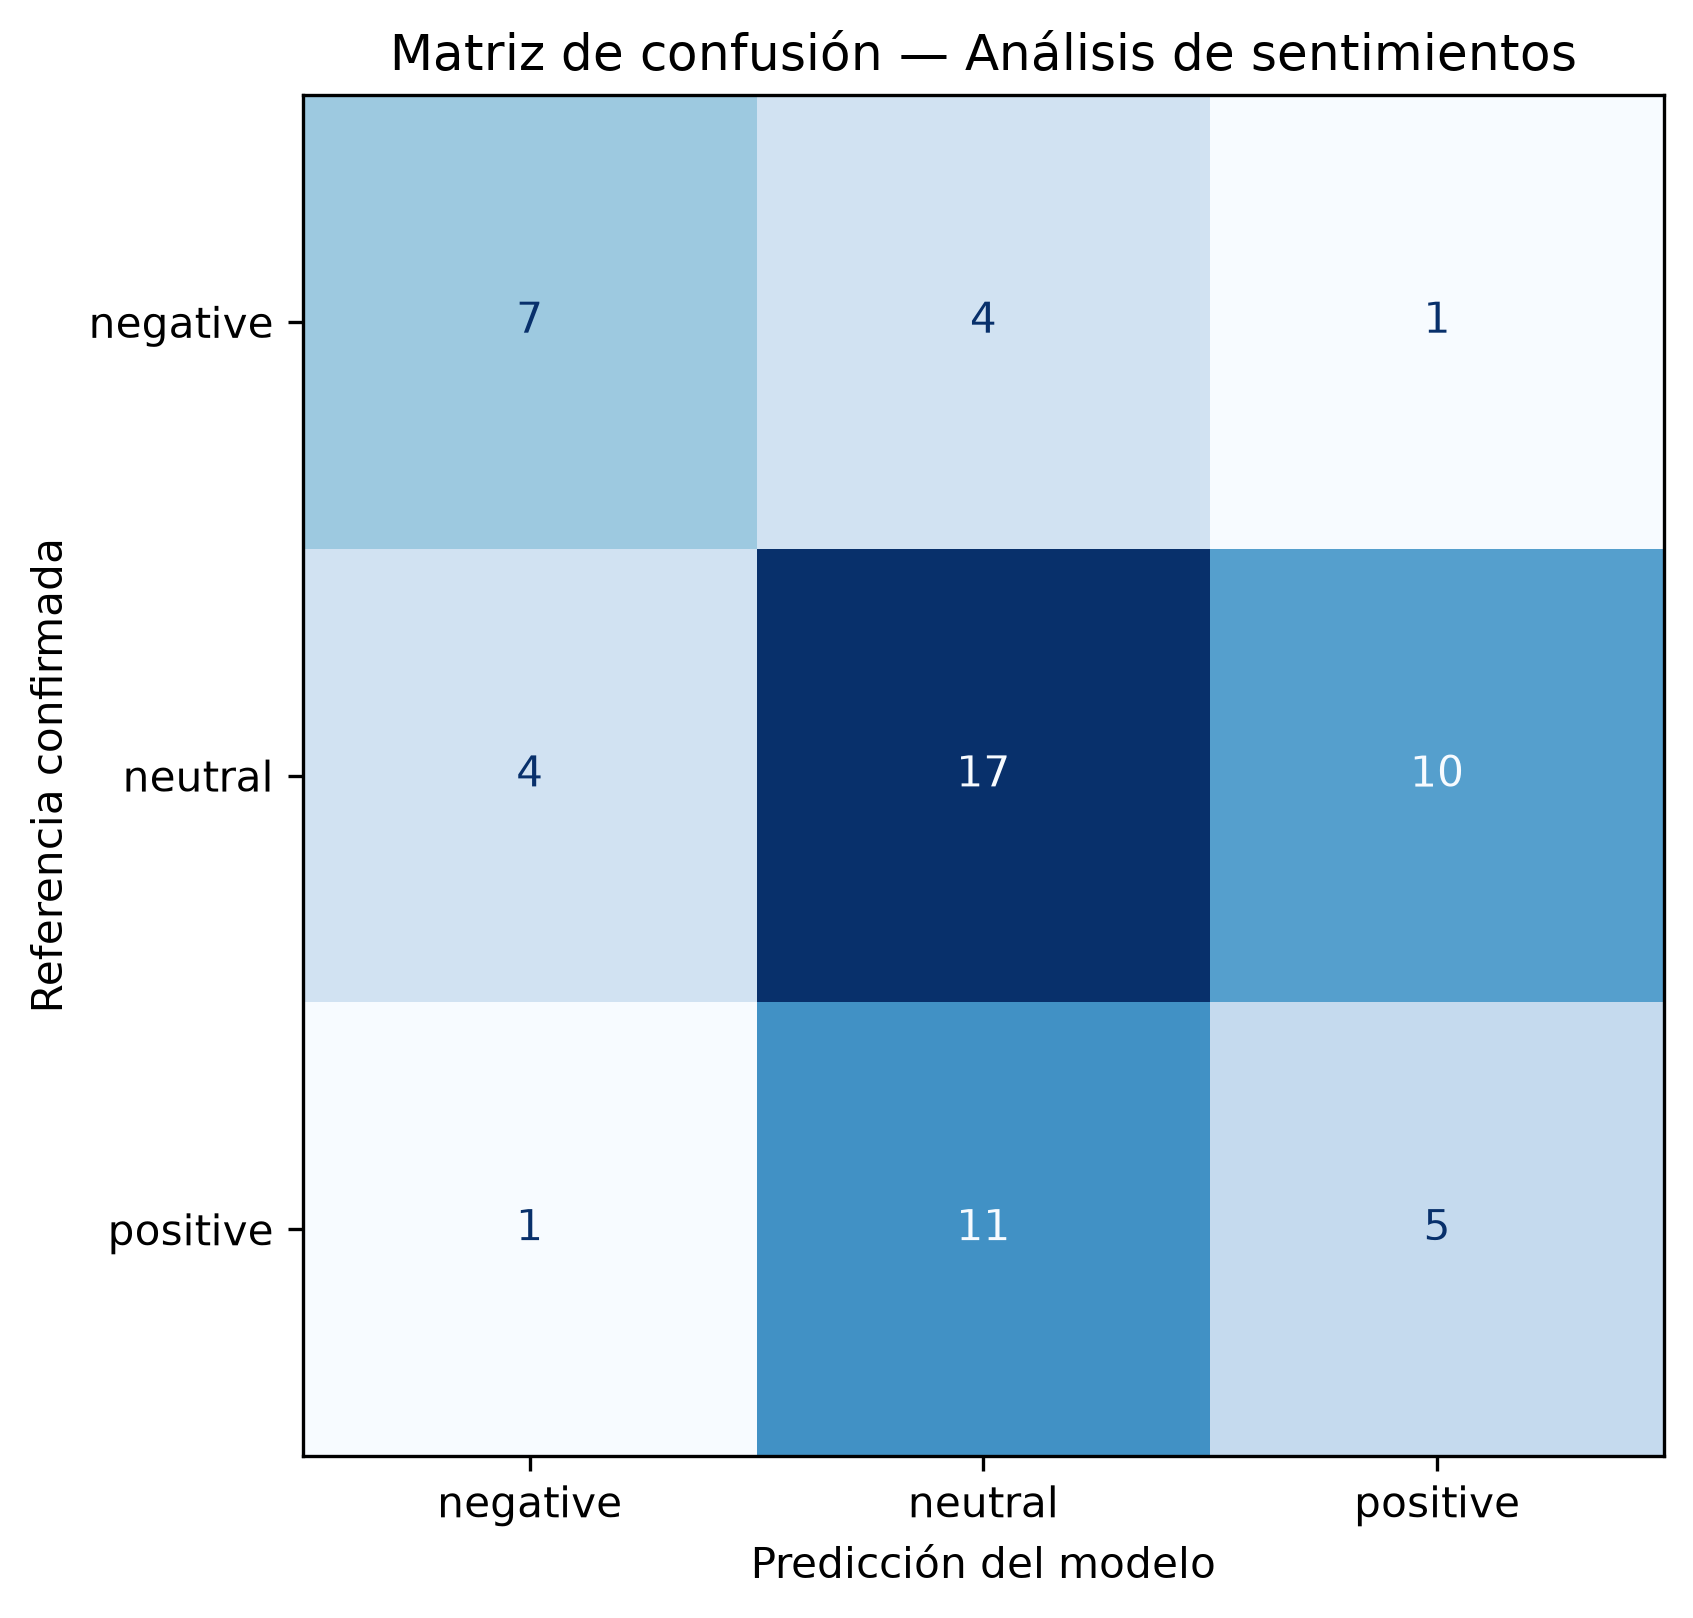 Matriz de confusión — Análisis de sentimientos
negative
7
4
1
neutral
4
17
10
positive
1
11
5
negative
neutral
positive
Predicción del modelo
Referencia confirmada